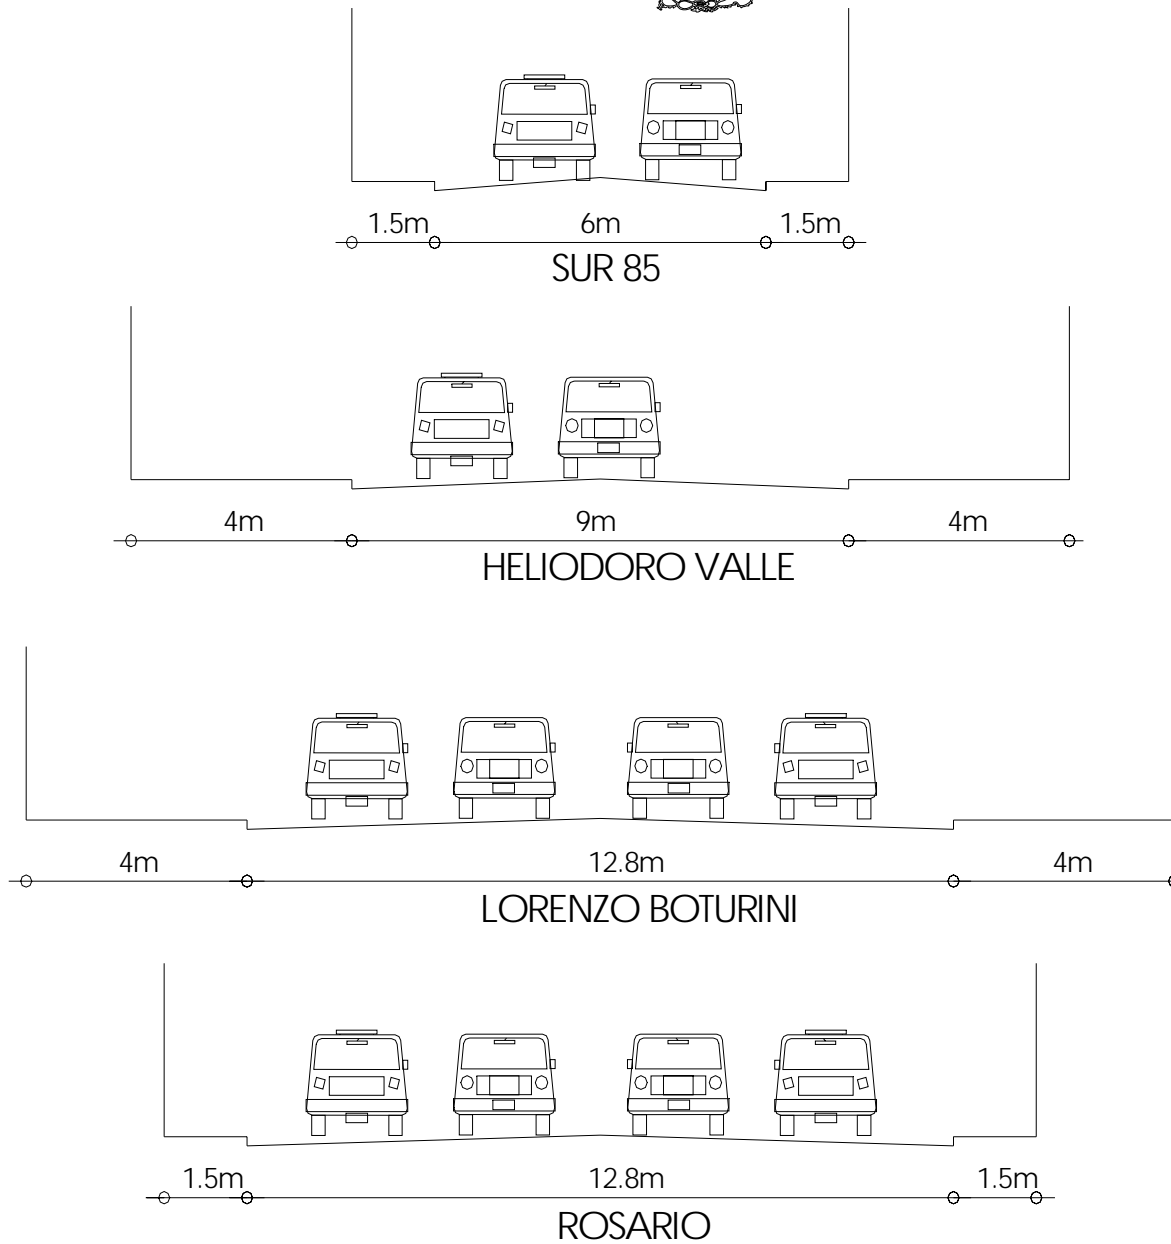 1.5m 6m 1.5m
SUR 85
4m 9m 4m
HELIODORO VALLE
4m 12.8m 4m
LORENZO BOTURINI
1.5m 12.8m 1.5m
ROSARIO